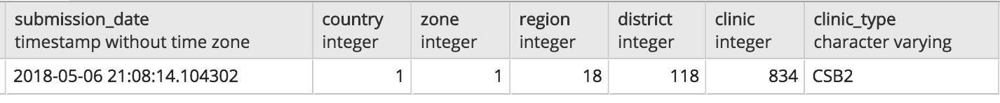 submission_date country zone region district clinic clinic_type
timestamp without time zone integer integer integer integer integer character varying
2018-05-06 21:08:14.104302 1 1 18 118 834 CSB2